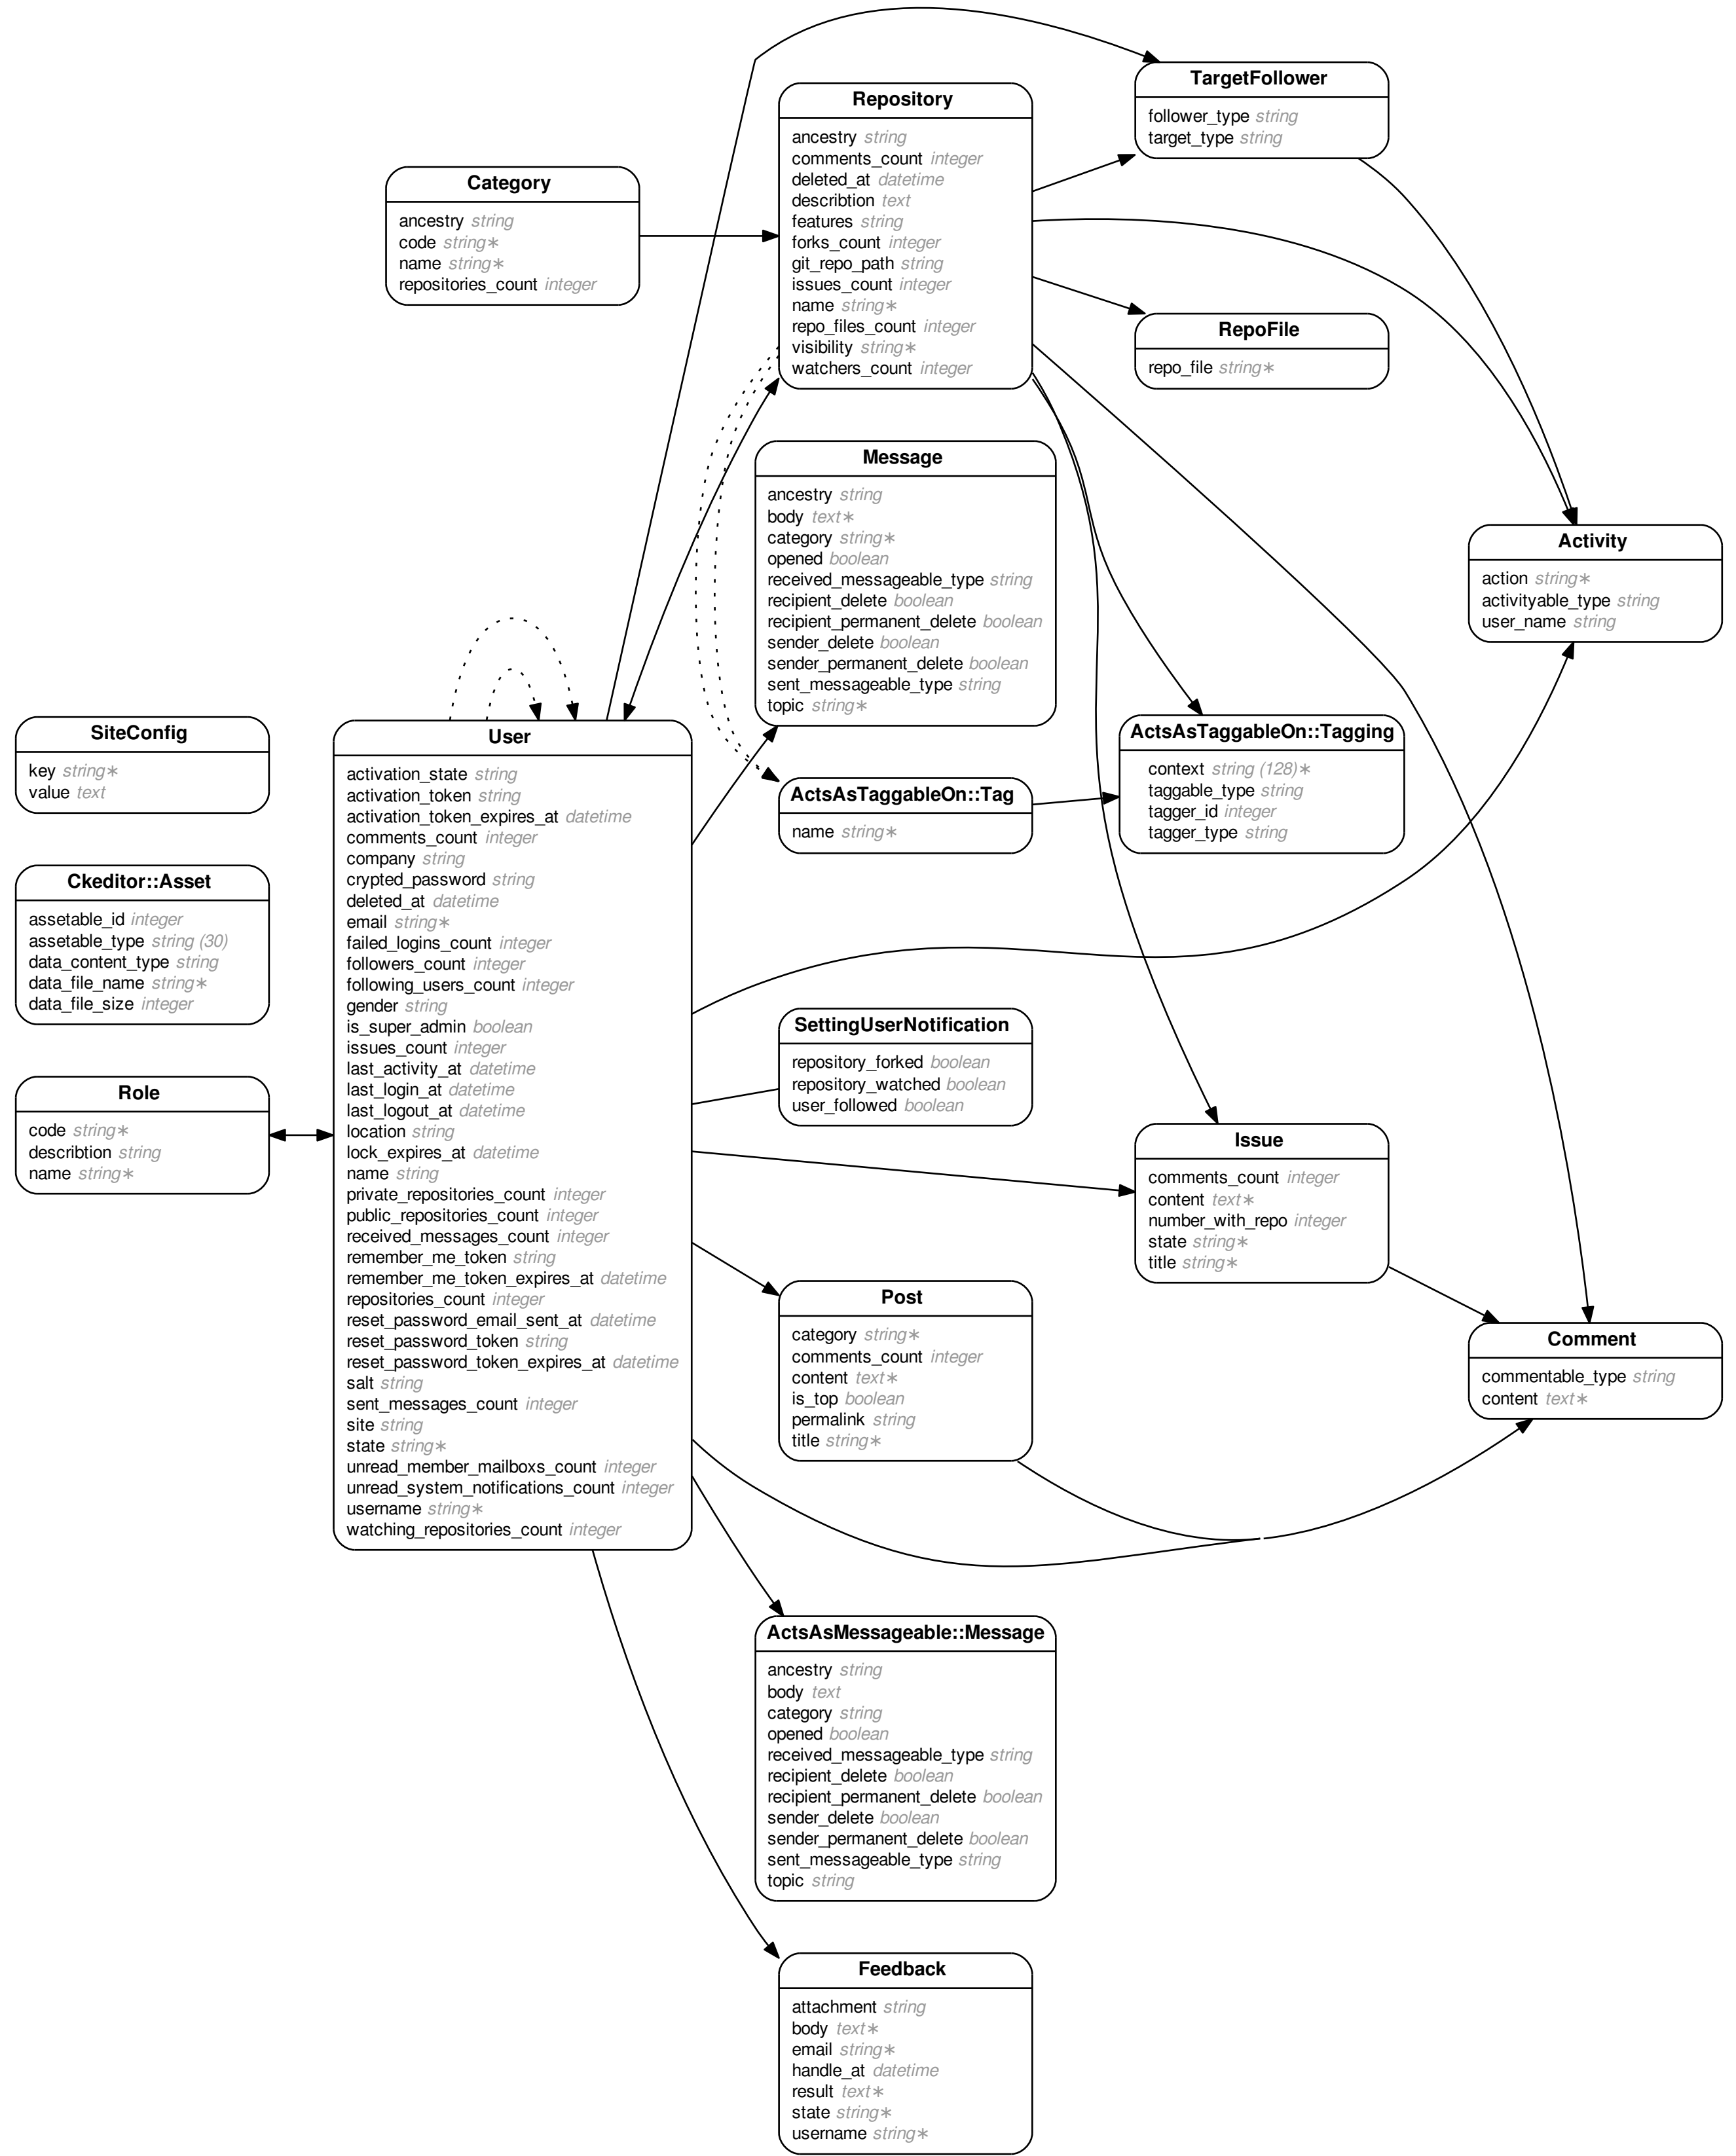 TargetFollower
follower_type string
target_type string
Repository
ancestry string
comments_count integer
deleted_at datetime
describtion text
features string
forks_count integer
git_repo_path string
issues_count integer
name string∗
repo_files_count integer
visibility string∗
watchers_count integer
Category
ancestry string
code string∗
name string∗
repositories_count integer
RepoFile
repo_file string∗
Message
ancestry string
body text∗
category string∗
opened boolean
received_messageable_type string
recipient_delete boolean
recipient_permanent_delete boolean
sender_delete boolean
sender_permanent_delete boolean
sent_messageable_type string
topic string∗
Activity
action string∗
activityable_type string
user_name string
SiteConfig
key string∗
value text
User
activation_state string
activation_token string
activation_token_expires_at datetime
comments_count integer
company string
crypted_password string
deleted_at datetime
email string∗
failed_logins_count integer
followers_count integer
following_users_count integer
gender string
is_super_admin boolean
issues_count integer
last_activity_at datetime
last_login_at datetime
last_logout_at datetime
location string
lock_expires_at datetime
name string
private_repositories_count integer
public_repositories_count integer
received_messages_count integer
remember_me_token string
remember_me_token_expires_at datetime
repositories_count integer
reset_password_email_sent_at datetime
reset_password_token string
reset_password_token_expires_at datetime
salt string
sent_messages_count integer
site string
state string∗
unread_member_mailboxs_count integer
unread_system_notifications_count integer
username string∗
watching_repositories_count integer
ActsAsTaggableOn::Tagging
context string (128)∗
taggable_type string
tagger_id integer
tagger_type string
ActsAsTaggableOn::Tag
name string∗
Ckeditor::Asset
assetable_id integer
assetable_type string (30)
data_content_type string
data_file_name string∗
data_file_size integer
SettingUserNotification
repository_forked boolean
repository_watched boolean
user_followed boolean
Role
code string∗
describtion string
name string∗
Issue
comments_count integer
content text∗
number_with_repo integer
state string∗
title string∗
Post
category string∗
comments_count integer
content text∗
is_top boolean
permalink string
title string∗
Comment
commentable_type string
content text∗
ActsAsMessageable::Message
ancestry string
body text
category string
opened boolean
received_messageable_type string
recipient_delete boolean
recipient_permanent_delete boolean
sender_delete boolean
sender_permanent_delete boolean
sent_messageable_type string
topic string
Feedback
attachment string
body text∗
email string∗
handle_at datetime
result text∗
state string∗
username string∗